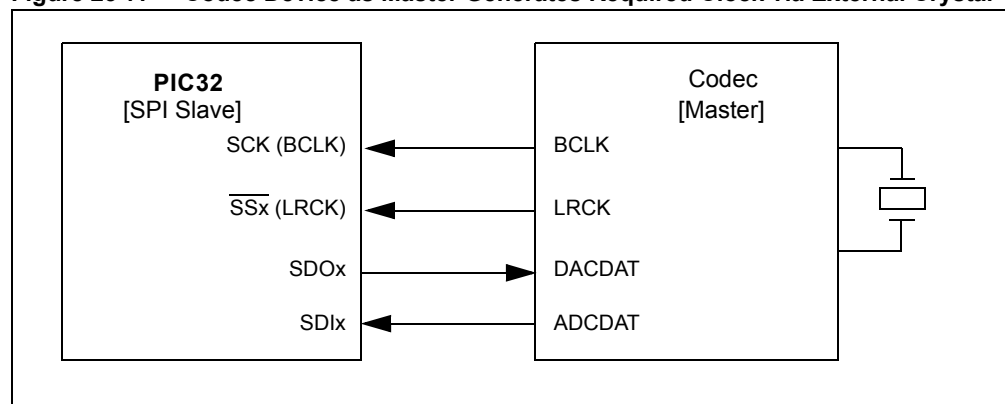 Figure 23-17: Codec Device as Master Generates Required Clock via External Crystal
PIC32
[SPI Slave]
SCK (BCLK)
SSx (LRCK)
SDOx
SDIx
Codec
[Master]
BCLK
LRCK
DACDAT
ADCDAT